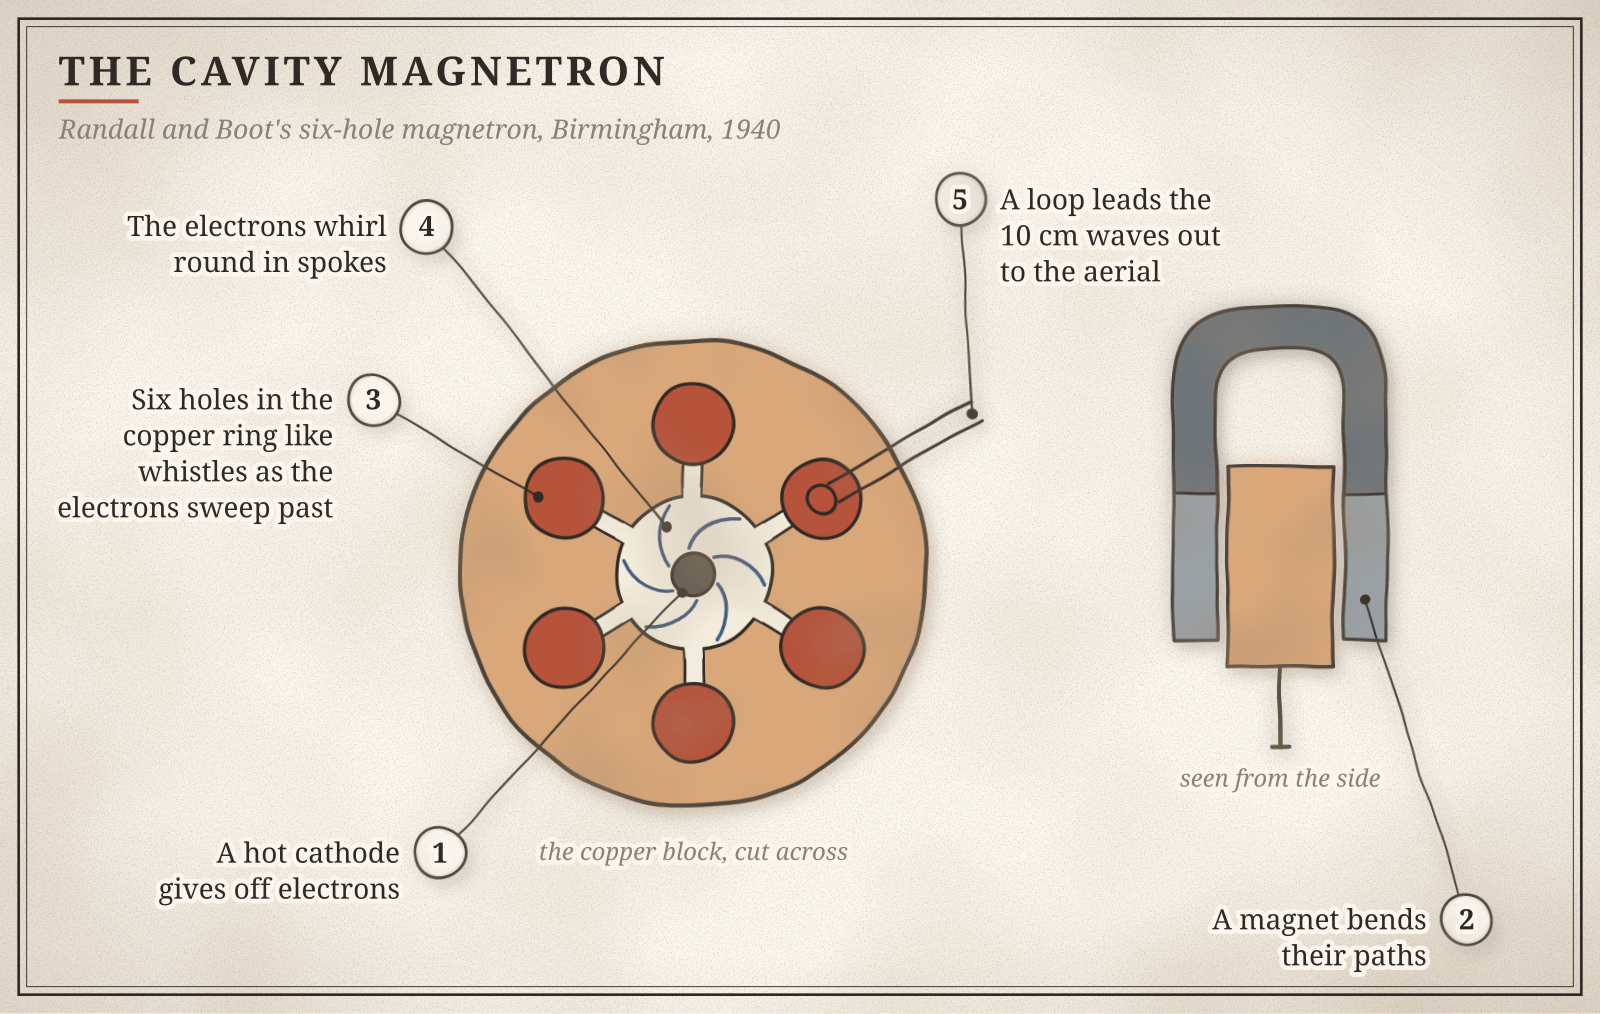 THE CAVITY MAGNETRON
Randall and Boot's six-hole magnetron, Birmingham, 1940
4
The electrons whirl
round in spokes
5
A loop leads the
10 cm waves out
to the aerial
3
Six holes in the
copper ring like
whistles as the
electrons sweep past
seen from the side
1
A hot cathode
gives off electrons
the copper block, cut across
2
A magnet bends
their paths